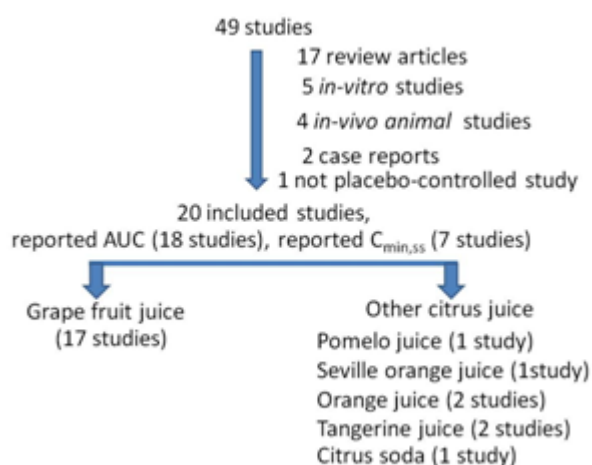 49 studies
17 review articles
5 in-vitro studies
4 in-vivo animal studies
2 case reports
1 not placebo-controlled study
20 included studies,
reported AUC (18 studies), reported Cmin,ss (7 studies)
Grape fruit juice
(17 studies)
Other citrus juice
Pomelo juice (1 study)
Seville orange juice (1study)
Orange juice (2 studies)
Tangerine juice (2 studies)
Citrus soda (1 study)